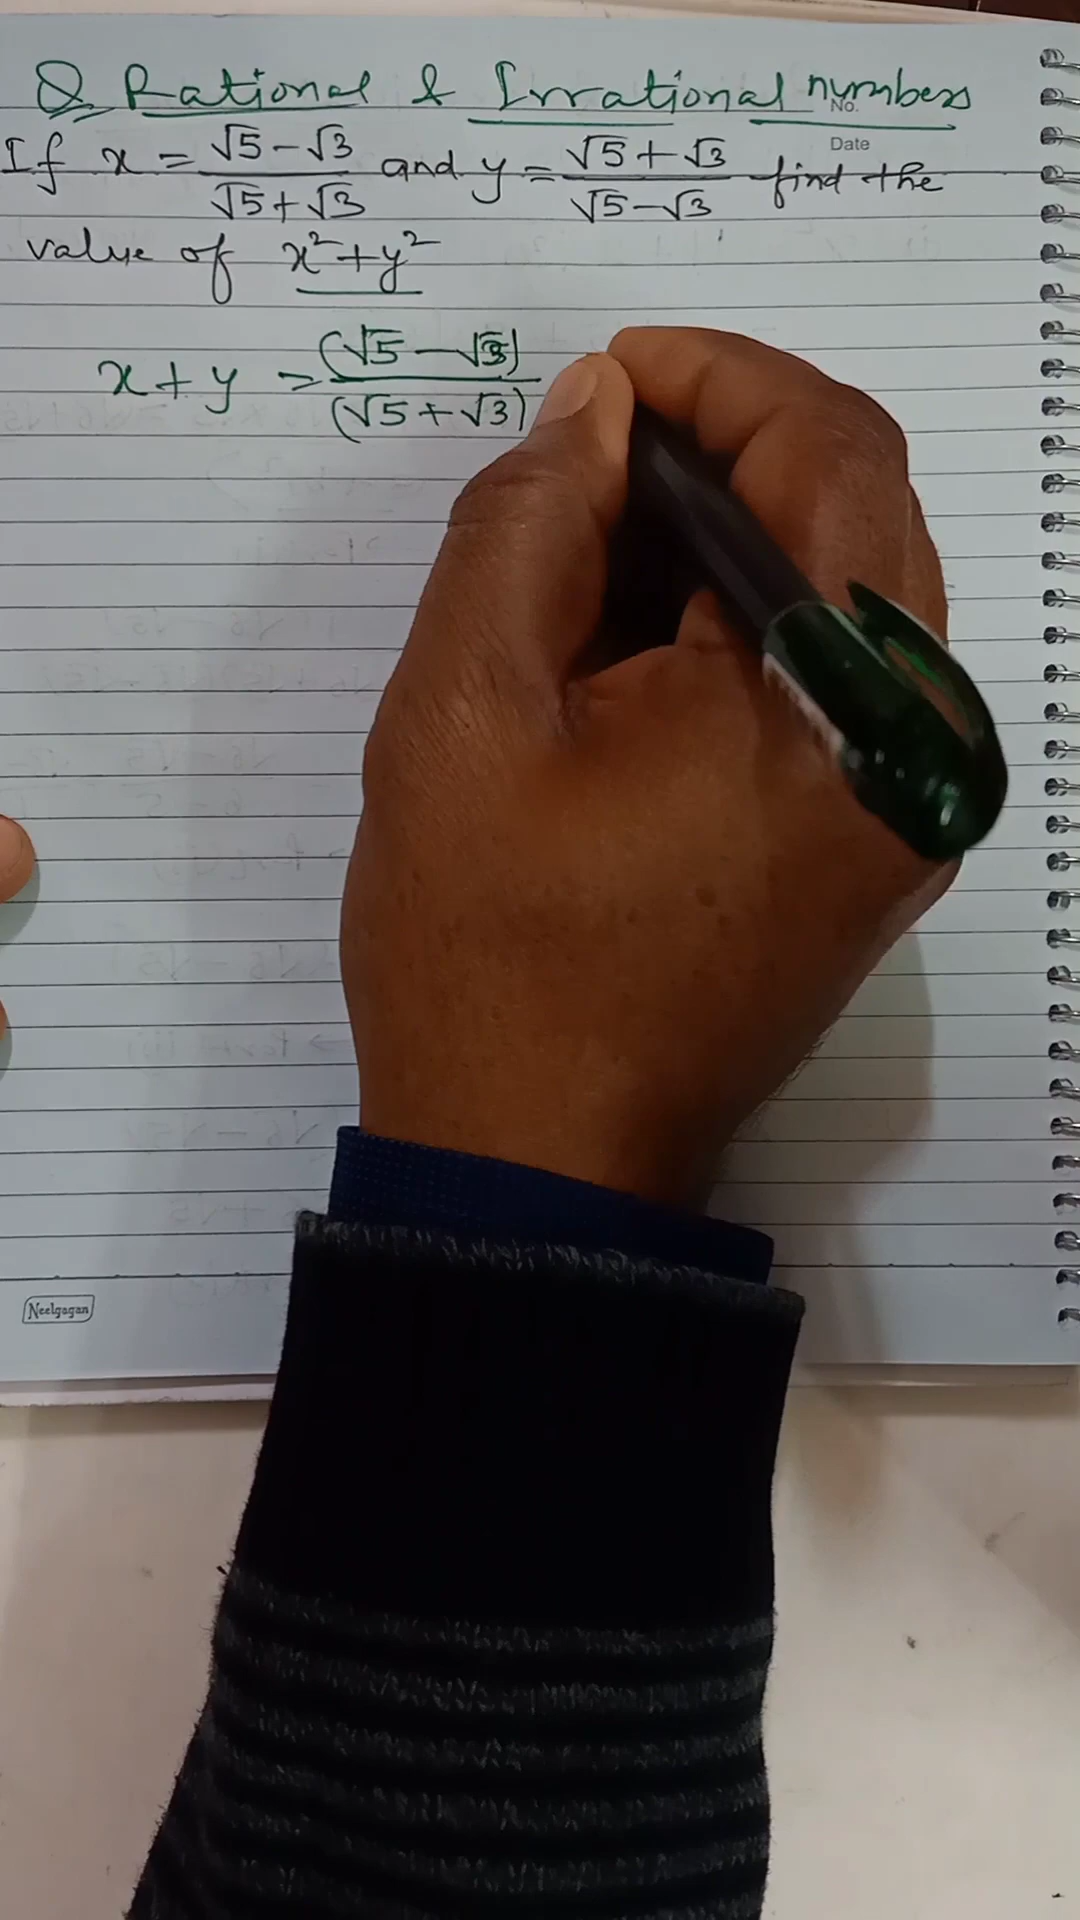 Q Rational & Irrational numbers
No.
Date
If x = √5-√3/√5+√3 and y = √5+√3/√5-√3 find the
value of x²+y²
x+y = (√5-√3)/(√5+√3)
Neelgagan